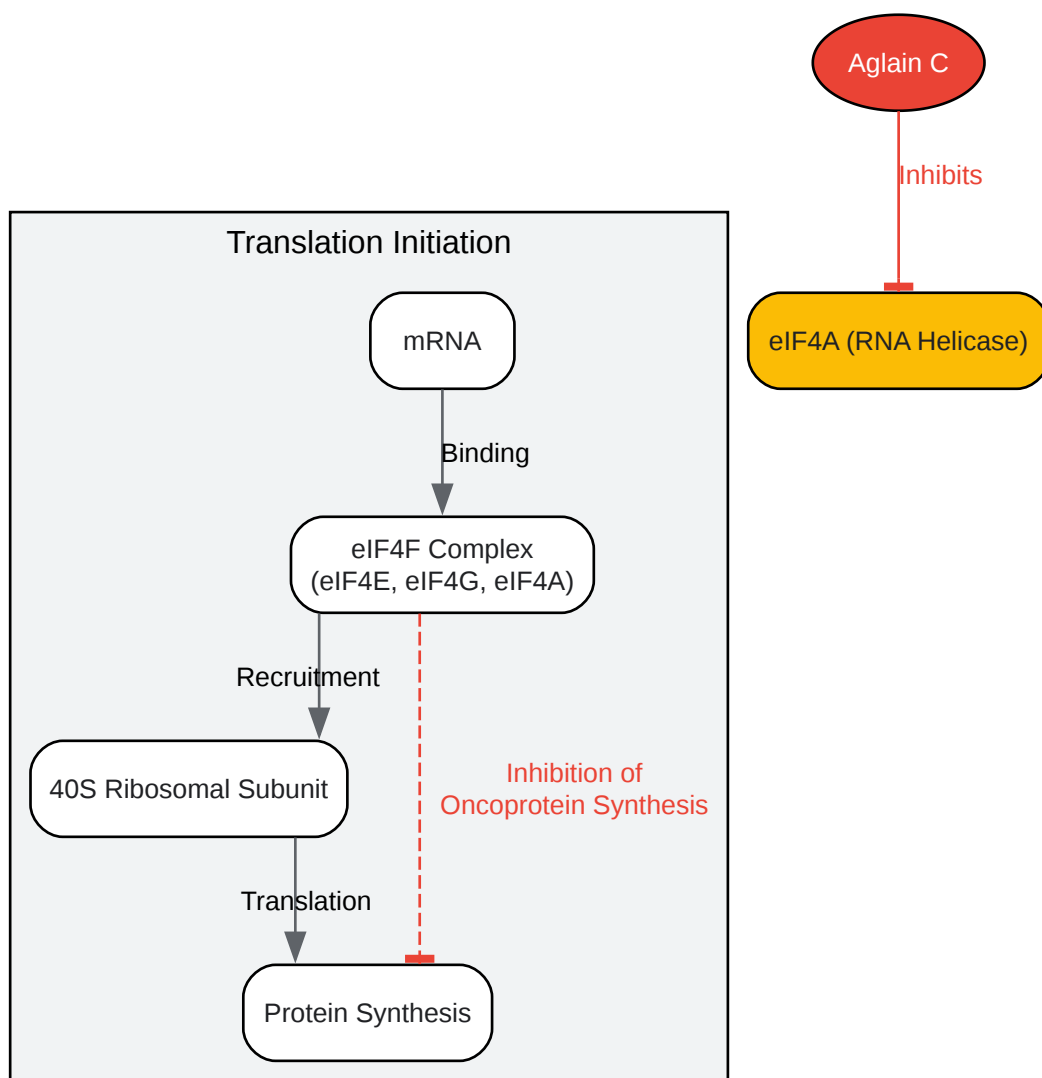 Aglain C
Inhibits
eIF4A (RNA Helicase)
Translation Initiation
mRNA
Binding
eIF4F Complex
(eIF4E, eIF4G, eIF4A)
Recruitment
40S Ribosomal Subunit
Inhibition of
Oncoprotein Synthesis
Translation
Protein Synthesis